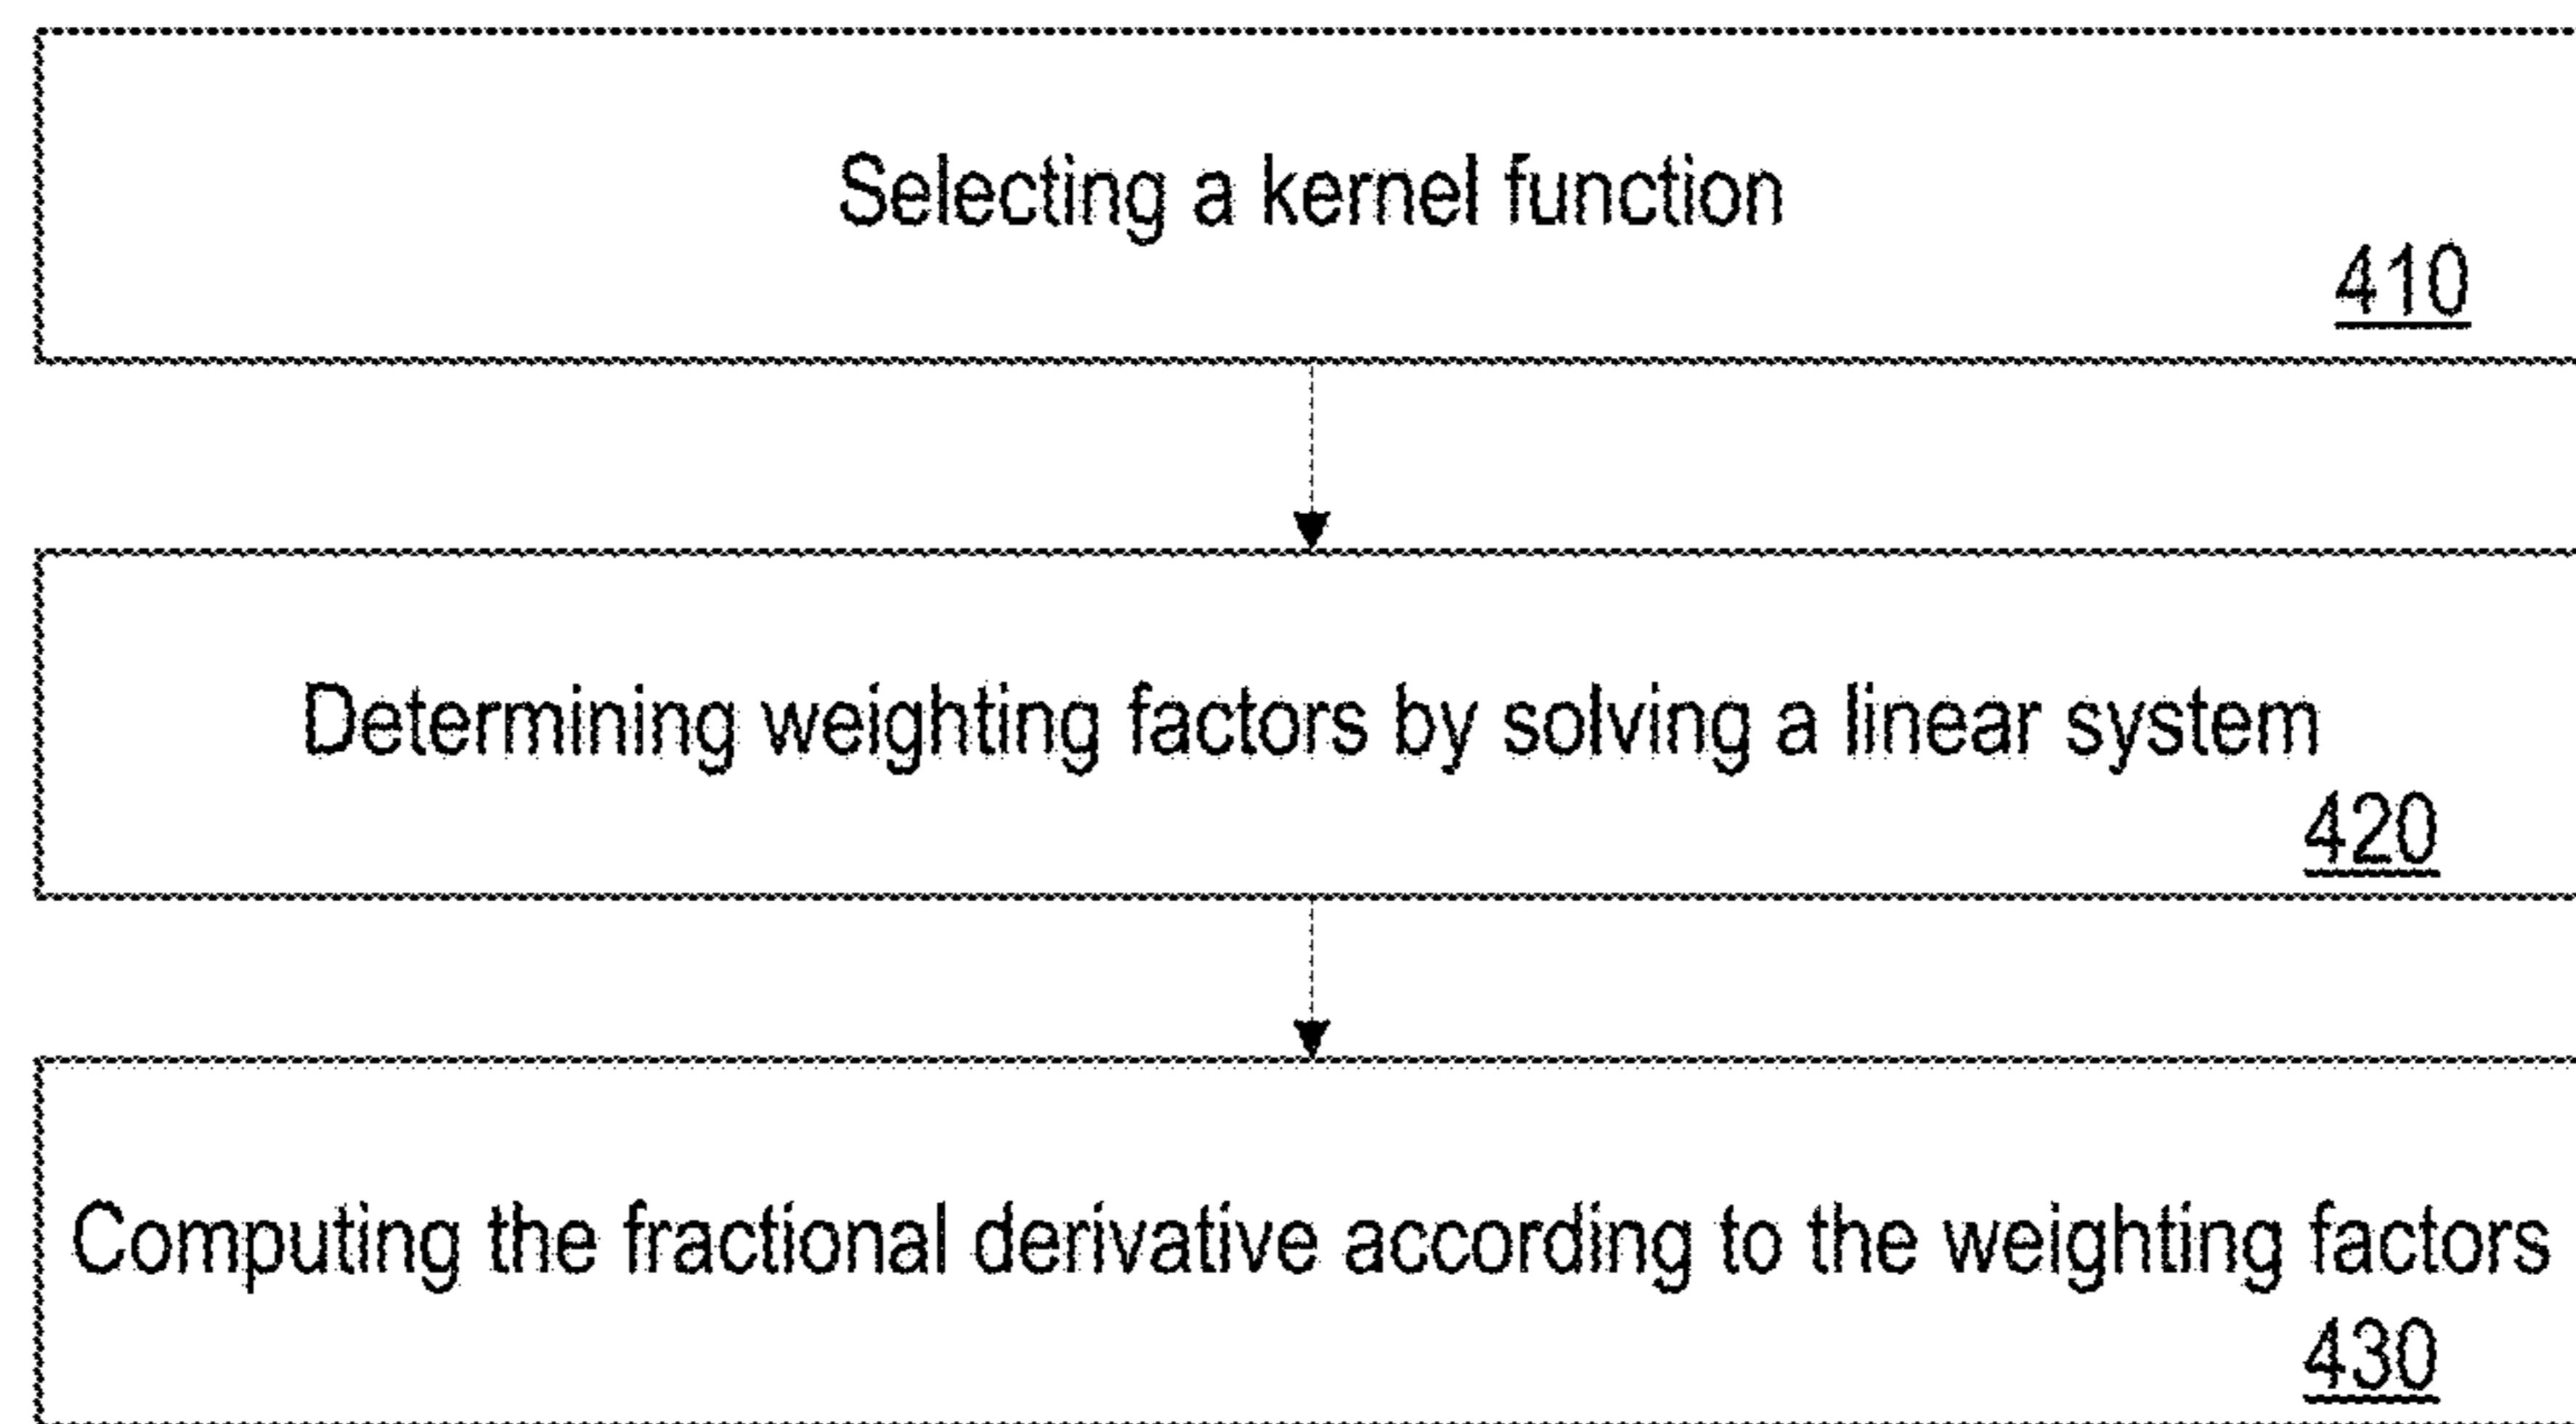 Selecting a kernel function
410
Determining weighting factors by solving a linear system
420
Computing the fractional derivative according to the weighting factors
430